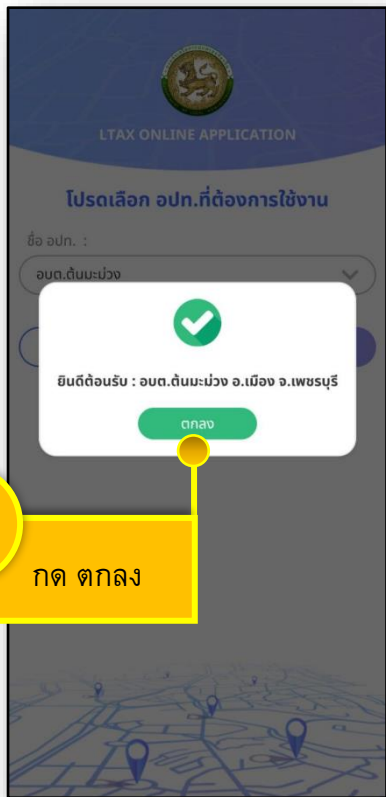 LTAX ONLINE APPLICATION
โปรดเลือก อปท.ที่ต้องการใช้งาน
ชื่อ อปท. :
อบต.ต้นมะม่วง
ยินดีต้อนรับ : อบต.ต้นมะม่วง อ.เมือง จ.เพชรบุรี
ตกลง
กด ตกลง